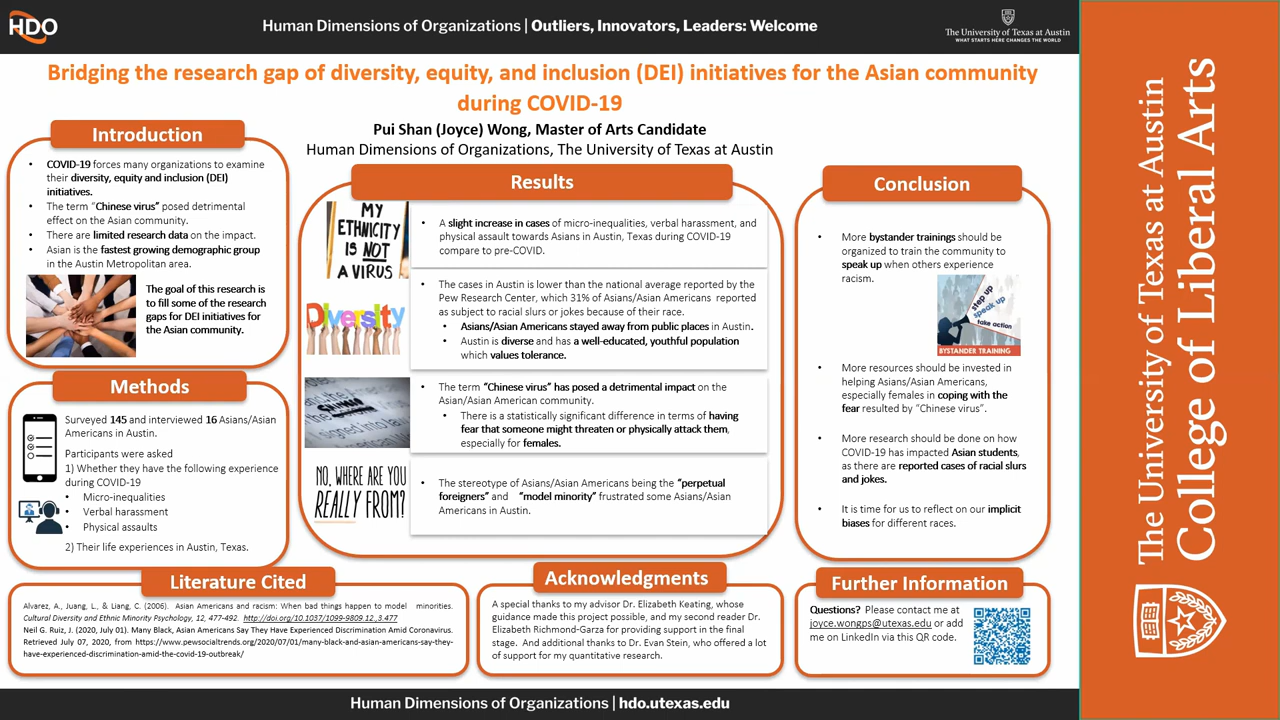 HDO
Human Dimensions of Organizations | Outliers, Innovators, Leaders: Welcome
The University of Texas at Austin
WHAT STARTS HERE CHANGES THE WORLD
Bridging the research gap of diversity, equity, and inclusion (DEI) initiatives for the Asian community
during COVID-19
Pui Shan (Joyce) Wong, Master of Arts Candidate
Human Dimensions of Organizations, The University of Texas at Austin
Introduction
• COVID-19 forces many organizations to examine
their diversity, equity and inclusion (DEI)
initiatives.
• The term “Chinese virus” posed detrimental
effect on the Asian community.
• There are limited research data on the impact.
• Asian is the fastest growing demographic group
in the Austin Metropolitan area.
The goal of this research is
to fill some of the research
gaps for DEI initiatives for
the Asian community.
Methods
Surveyed 145 and interviewed 16 Asians/Asian
Americans in Austin.
Participants were asked
1) Whether they have the following experience
during COVID-19
• Micro-inequalities
• Verbal harassment
• Physical assaults
2) Their life experiences in Austin, Texas.
Results
MY
ETHNICITY
IS NOT
A VIRUS
• A slight increase in cases of micro-inequalities, verbal harassment, and
physical assault towards Asians in Austin, Texas during COVID-19
compare to pre-COVID.
Diversity
• The cases in Austin is lower than the national average reported by the
Pew Research Center, which 31% of Asians/Asian Americans reported
as subject to racial slurs or jokes because of their race.
• Asians/Asian Americans stayed away from public places in Austin.
• Austin is diverse and has a well-educated, youthful population
which values tolerance.
• The term “Chinese virus” has posed a detrimental impact on the
Asian/Asian American community.
• There is a statistically significant difference in terms of having
fear that someone might threaten or physically attack them,
especially for females.
NO, WHERE ARE YOU
REALLY FROM?
• The stereotype of Asians/Asian Americans being the “perpetual
foreigners” and “model minority” frustrated some Asians/Asian
Americans in Austin.
Conclusion
• More bystander trainings should be
organized to train the community to
speak up when others experience
racism.
step up
speak up
take action
BYSTANDER TRAINING
• More resources should be invested in
helping Asians/Asian Americans,
especially females in coping with the
fear resulted by “Chinese virus”.
• More research should be done on how
COVID-19 has impacted Asian students,
as there are reported cases of racial slurs
and jokes.
• It is time for us to reflect on our implicit
biases for different races.
Literature Cited
Alvarez, A., Juang, L., & Liang, C. (2006). Asian Americans and racism: When bad things happen to model minorities.
Cultural Diversity and Ethnic Minority Psychology, 12, 477-492. http://doi.org/10.1037/1099-9809.12.,3.477
Neil G. Ruiz, J. (2020, July 01). Many Black, Asian Americans Say They Have Experienced Discrimination Amid Coronavirus.
Retrieved July 07, 2020, from https://www.pewsocialtrends.org/2020/07/01/many-black-and-asian-americans-say-they-
have-experienced-discrimination-amid-the-covid-19-outbreak/
Acknowledgments
A special thanks to my advisor Dr. Elizabeth Keating, whose
guidance made this project possible, and my second reader Dr.
Elizabeth Richmond-Garza for providing support in the final
stage. And additional thanks to Dr. Evan Stein, who offered a lot
of support for my quantitative research.
Further Information
Questions? Please contact me at
joyce.wongps@utexas.edu or add
me on LinkedIn via this QR code.
Human Dimensions of Organizations | hdo.utexas.edu
The University of Texas at Austin
College of Liberal Arts